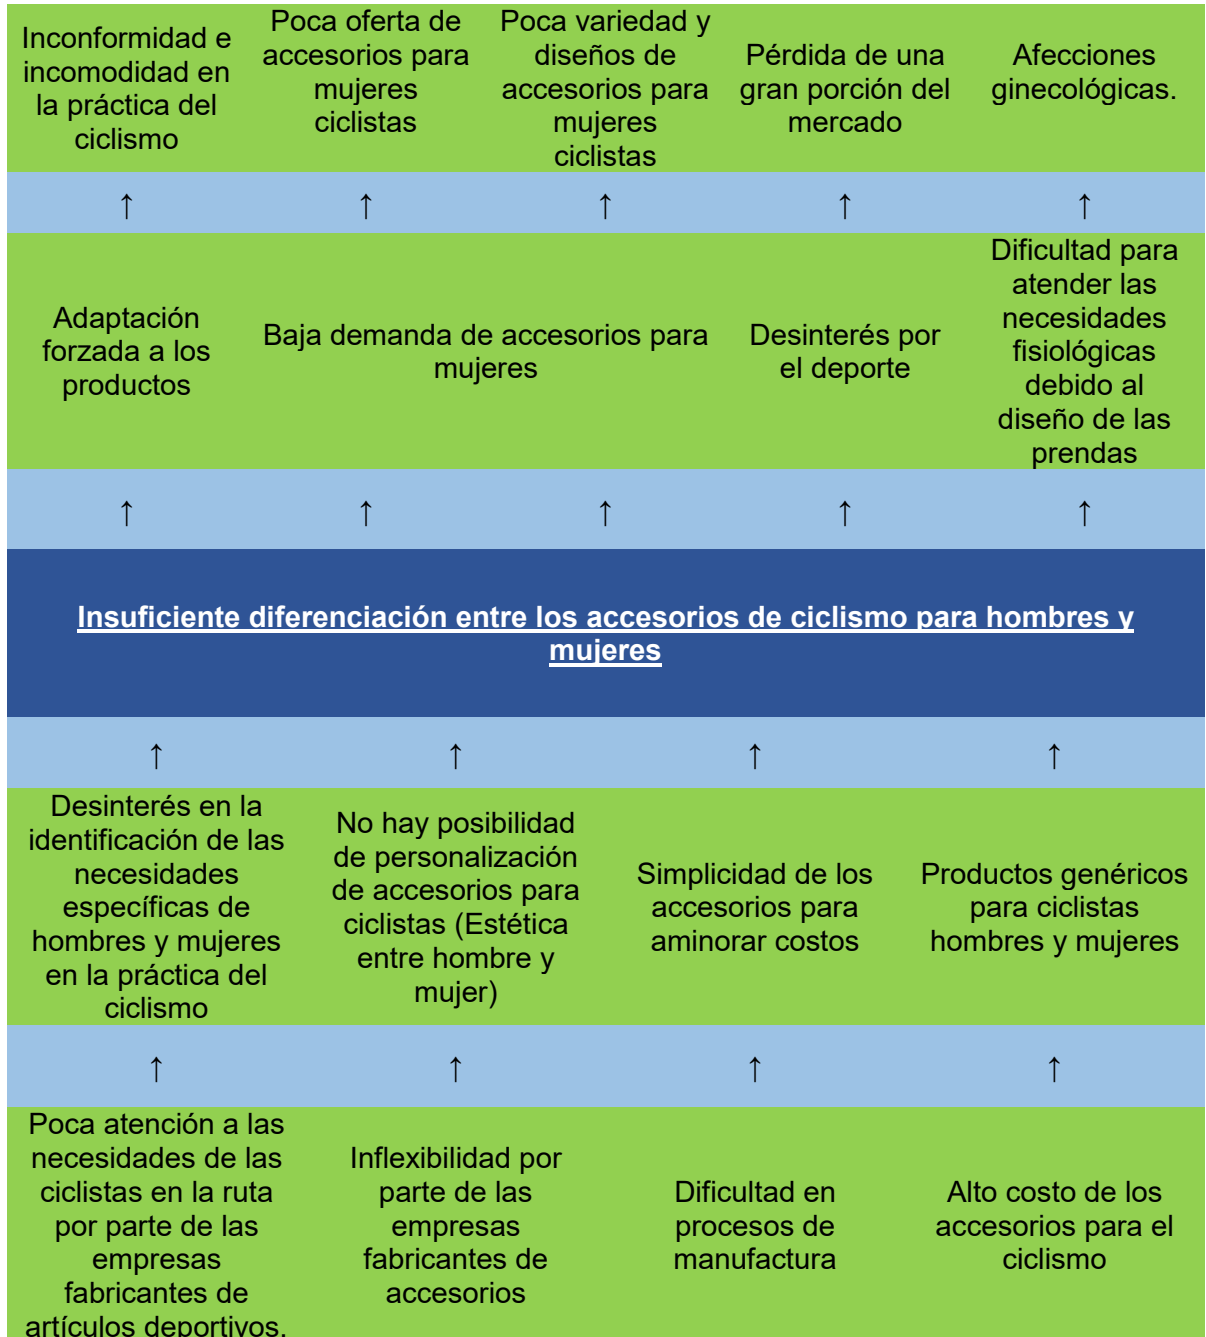 Inconformidad e
incomodidad en
la práctica del
ciclismo
Poca oferta de
accesorios para
mujeres
ciclistas
Poca variedad y
diseños de
accesorios para
mujeres
ciclistas
Pérdida de una
gran porción del
mercado
Afecciones
ginecológicas.
↑ ↑ ↑ ↑ ↑
Adaptación
forzada a los
productos
Baja demanda de accesorios para
mujeres
Desinterés por
el deporte
Dificultad para
atender las
necesidades
fisiológicas
debido al
diseño de las
prendas
↑ ↑ ↑ ↑ ↑
Insuficiente diferenciación entre los accesorios de ciclismo para hombres y
mujeres
↑ ↑ ↑ ↑
Desinterés en la
identificación de las
necesidades
específicas de
hombres y mujeres
en la práctica del
ciclismo
No hay posibilidad
de personalización
de accesorios para
ciclistas (Estética
entre hombre y
mujer)
Simplicidad de los
accesorios para
aminorar costos
Productos genéricos
para ciclistas
hombres y mujeres
↑ ↑ ↑ ↑
Poca atención a las
necesidades de las
ciclistas en la ruta
por parte de las
empresas
fabricantes de
artículos deportivos.
Inflexibilidad por
parte de las
empresas
fabricantes de
accesorios
Dificultad en
procesos de
manufactura
Alto costo de los
accesorios para el
ciclismo